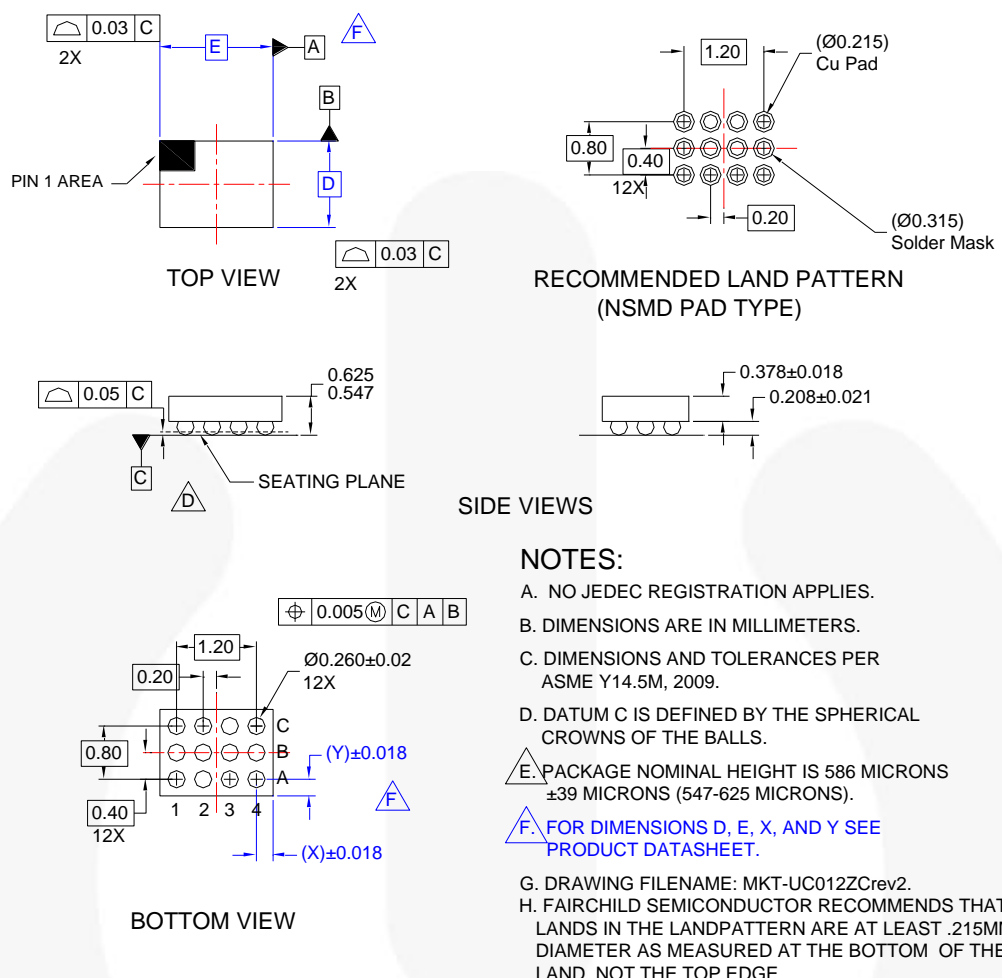 0.03 C
2X
E
A
F
B
PIN 1 AREA
D
0.03 C
2X
TOP VIEW
1.20
(Ø0.215)
Cu Pad
0.80
0.40
12X
0.20
(Ø0.315)
Solder Mask
RECOMMENDED LAND PATTERN
(NSMD PAD TYPE)
0.05 C
0.625
0.547
C
D
SEATING PLANE
0.378±0.018
0.208±0.021
SIDE VIEWS
0.005 Ⓜ C A B
1.20
0.20
Ø0.260±0.02
12X
0.80
C
B
A
(Y)±0.018
F
0.40
12X
1 2 3 4
(X)±0.018
BOTTOM VIEW
NOTES:
A. NO JEDEC REGISTRATION APPLIES.
B. DIMENSIONS ARE IN MILLIMETERS.
C. DIMENSIONS AND TOLERANCES PER
ASME Y14.5M, 2009.
D. DATUM C IS DEFINED BY THE SPHERICAL
CROWNS OF THE BALLS.
E. PACKAGE NOMINAL HEIGHT IS 586 MICRONS
±39 MICRONS (547-625 MICRONS).
F. FOR DIMENSIONS D, E, X, AND Y SEE
PRODUCT DATASHEET.
G. DRAWING FILENAME: MKT-UC012ZCrev2.
H. FAIRCHILD SEMICONDUCTOR RECOMMENDS THAT
LANDS IN THE LANDPATTERN ARE AT LEAST .215MM
DIAMETER AS MEASURED AT THE BOTTOM OF THE
LAND, NOT THE TOP EDGE